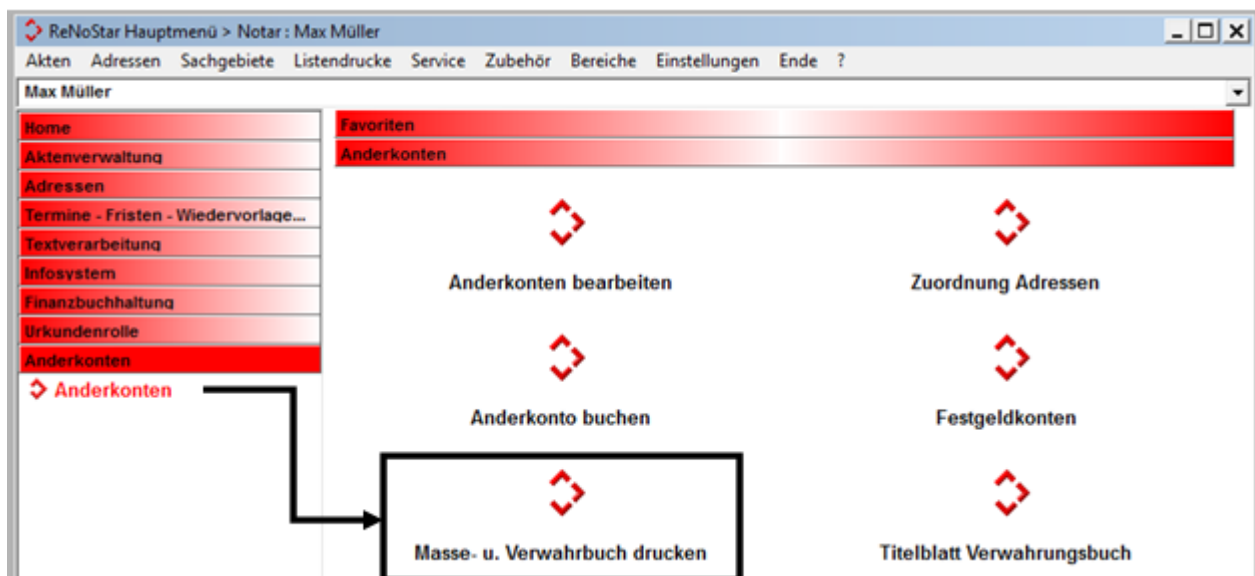 ReNoStar Hauptmenü > Notar : Max Müller
Akten Adressen Sachgebiete Listendrucke Service Zubehör Bereiche Einstellungen Ende ?
Max Müller
Home
Aktenverwaltung
Adressen
Termine - Fristen - Wiedervorlage...
Textverarbeitung
Infosystem
Finanzbuchhaltung
Urkundenrolle
Anderkonten
Anderkonten
Favoriten
Anderkonten
Anderkonten bearbeiten
Zuordnung Adressen
Anderkonto buchen
Festgeldkonten
Masse- u. Verwahrbuch drucken
Titelblatt Verwahrungsbuch